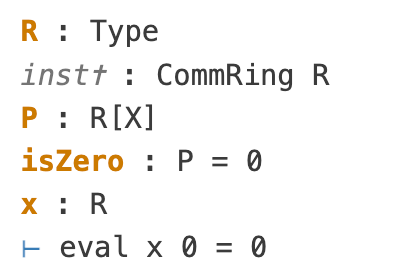 R : Type
inst† : CommRing R
P : R[X]
isZero : P = 0
x : R
⊢ eval x 0 = 0